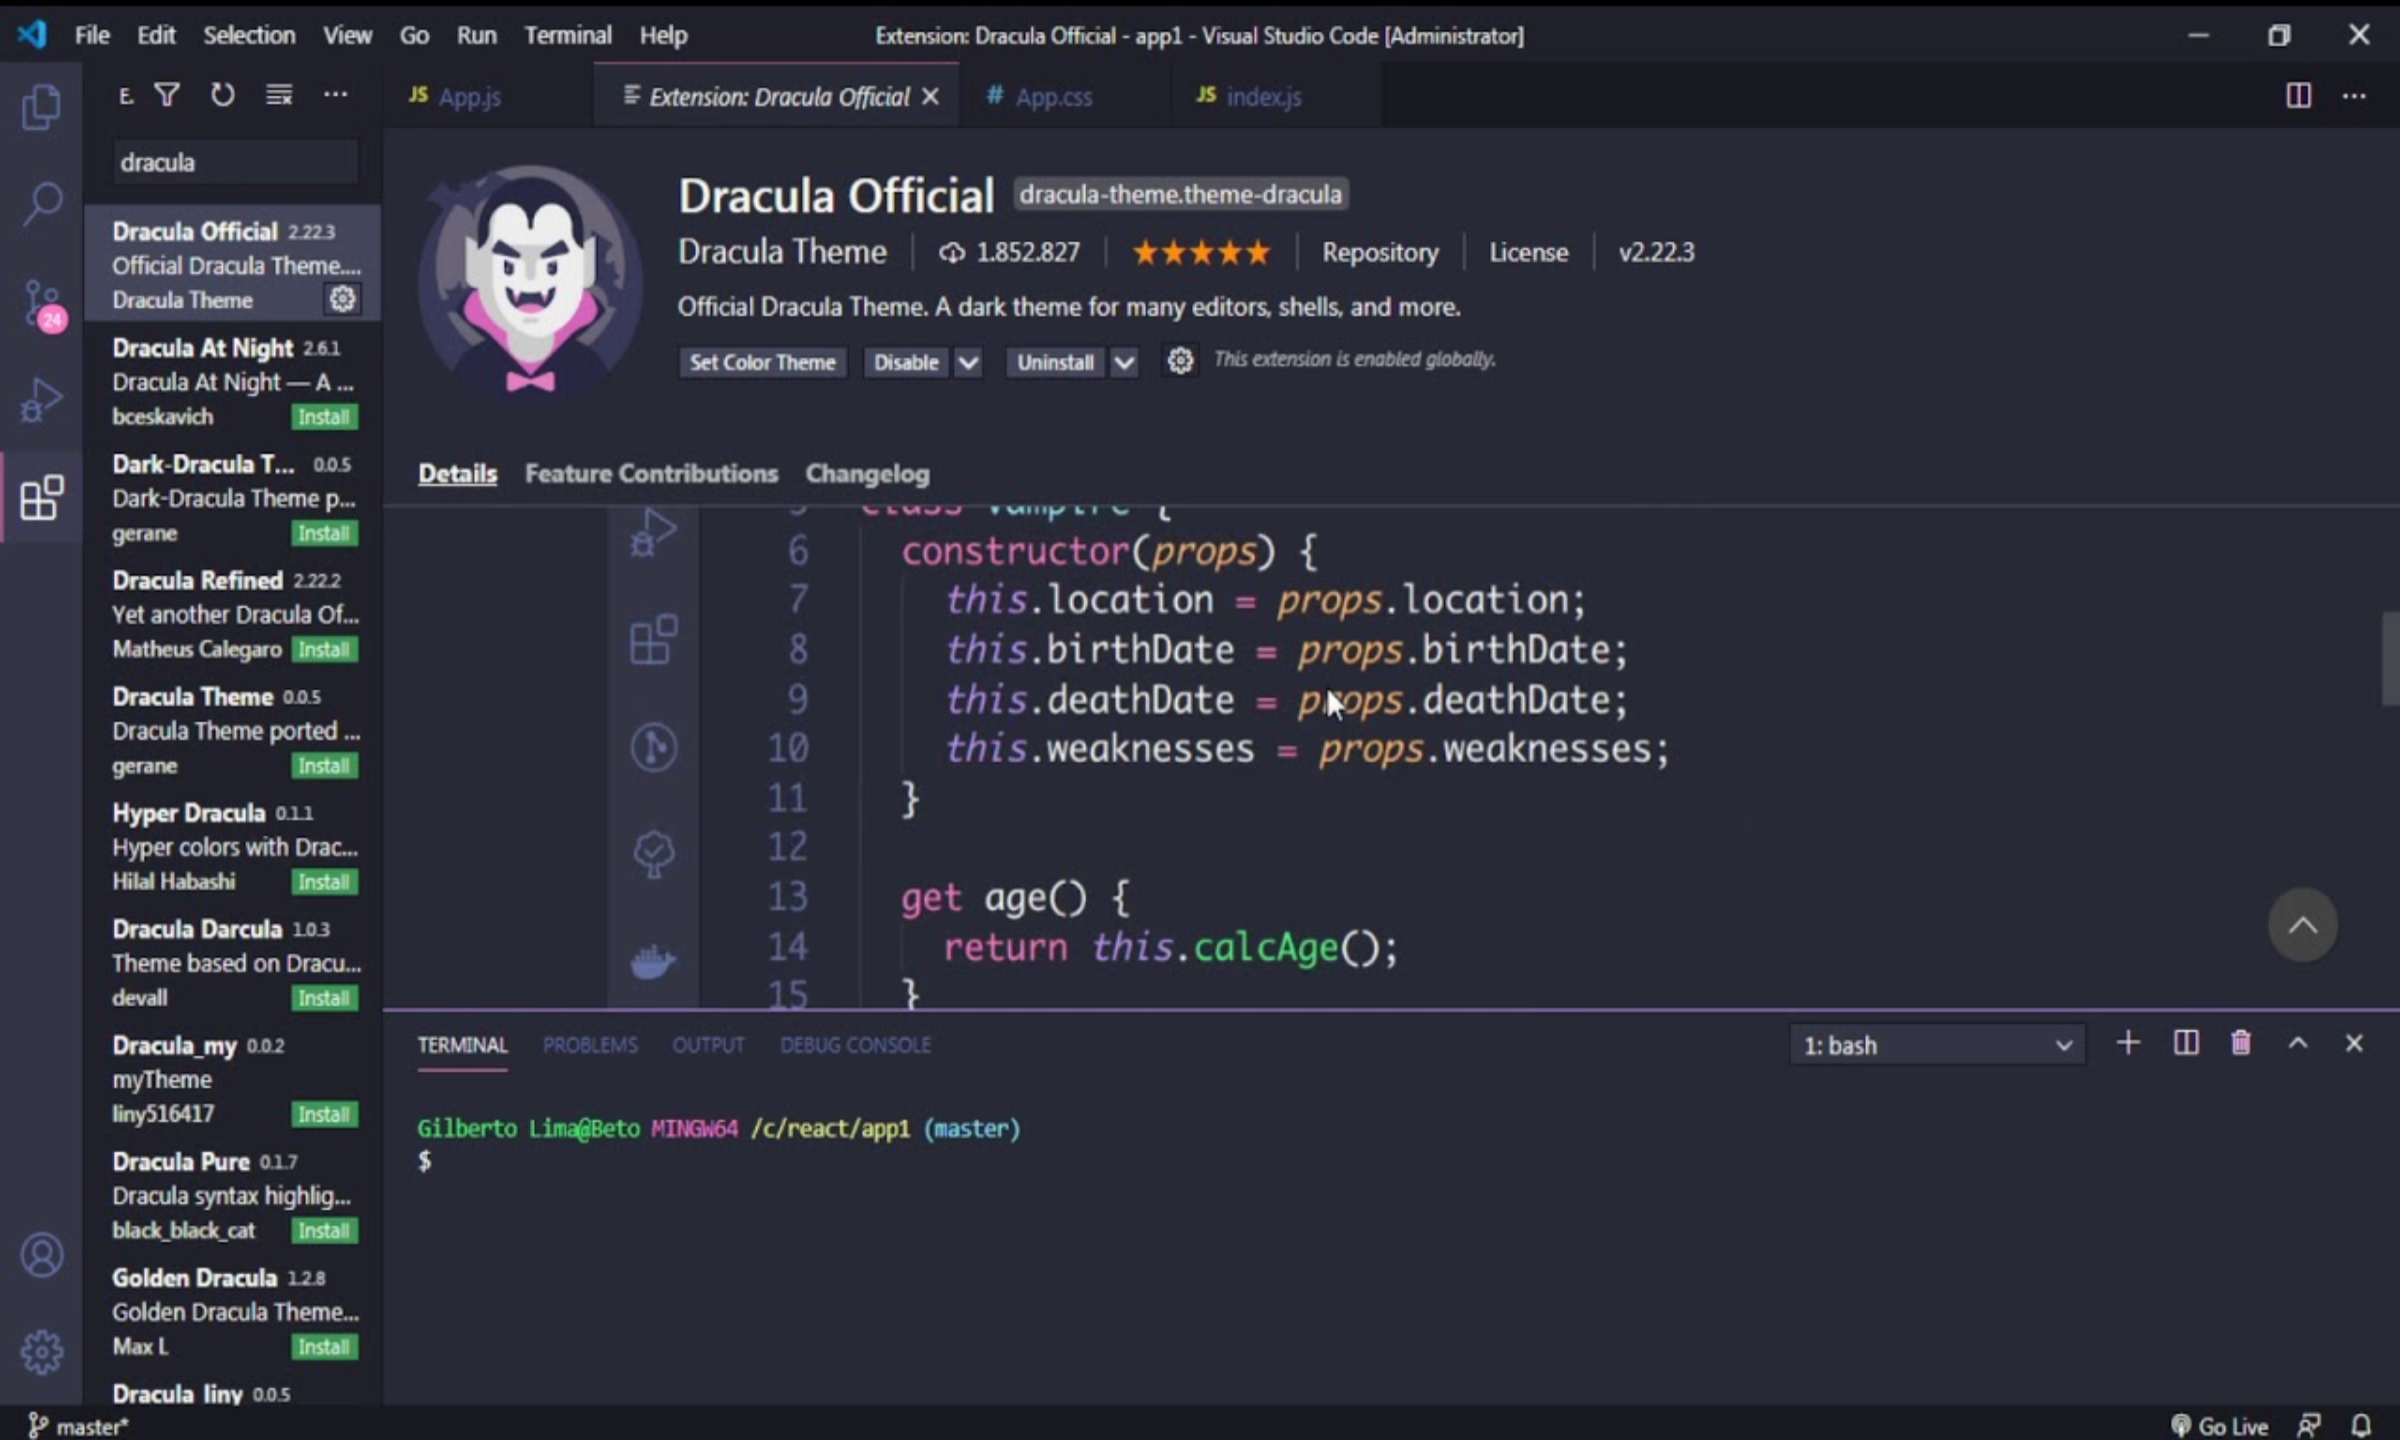 File Edit Selection View Go Run Terminal Help
Extension: Dracula Official - app1 - Visual Studio Code [Administrator]
E.
JS App.js
Extension: Dracula Official
# App.css
JS index.js
dracula
Dracula Official 2.22.3
Official Dracula Theme....
Dracula Theme
24
Dracula At Night 2.6.1
Dracula At Night — A ...
bceskavich Install
Dark-Dracula T... 0.0.5
Dark-Dracula Theme p...
gerane Install
Dracula Refined 2.22.2
Yet another Dracula Of...
Matheus Calegaro Install
Dracula Theme 0.0.5
Dracula Theme ported ...
gerane Install
Hyper Dracula 0.1.1
Hyper colors with Drac...
Hilal Habashi Install
Dracula Darcula 1.0.3
Theme based on Dracu...
devall Install
Dracula_my 0.0.2
myTheme
liny516417 Install
Dracula Pure 0.1.7
Dracula syntax highlig...
black_black_cat Install
Golden Dracula 1.2.8
Golden Dracula Theme...
Max L Install
Dracula liny 0.0.5
Dracula Official dracula-theme.theme-dracula
Dracula Theme 1.852.827 ★★★★★ Repository License v2.22.3
Official Dracula Theme. A dark theme for many editors, shells, and more.
Set Color Theme Disable Uninstall This extension is enabled globally.
Details Feature Contributions Changelog
5 class Vampire {
6 constructor(props) {
7 this.location = props.location;
8 this.birthDate = props.birthDate;
9 this.deathDate = props.deathDate;
10 this.weaknesses = props.weaknesses;
11 }
12
13 get age() {
14 return this.calcAge();
15 }
TERMINAL PROBLEMS OUTPUT DEBUG CONSOLE
1: bash
Gilberto Lima@Beto MINGW64 /c/react/app1 (master)
$
master*
Go Live